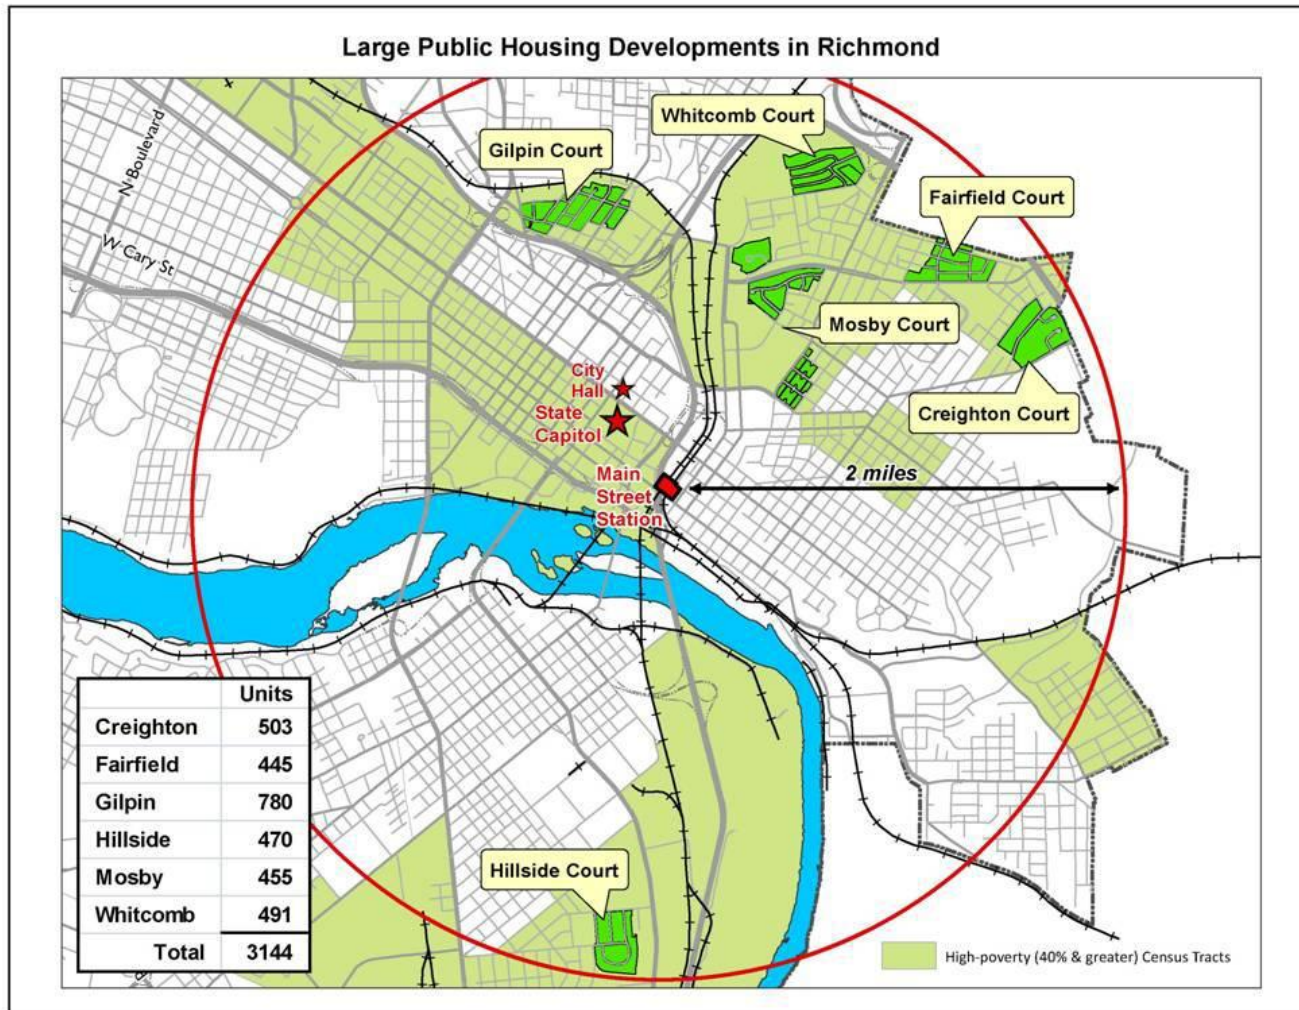 Large Public Housing Developments in Richmond
Whitcomb Court
Gilpin Court
N Boulevard
Fairfield Court
W Cary St
Mosby Court
City
Hall
State
Capitol
Creighton Court
Main
Street
Station
2 miles
Units
Creighton 503
Fairfield 445
Gilpin 780
Hillside 470
Mosby 455
Whitcomb 491
Total 3144
Hillside Court
High-poverty (40% & greater) Census Tracts